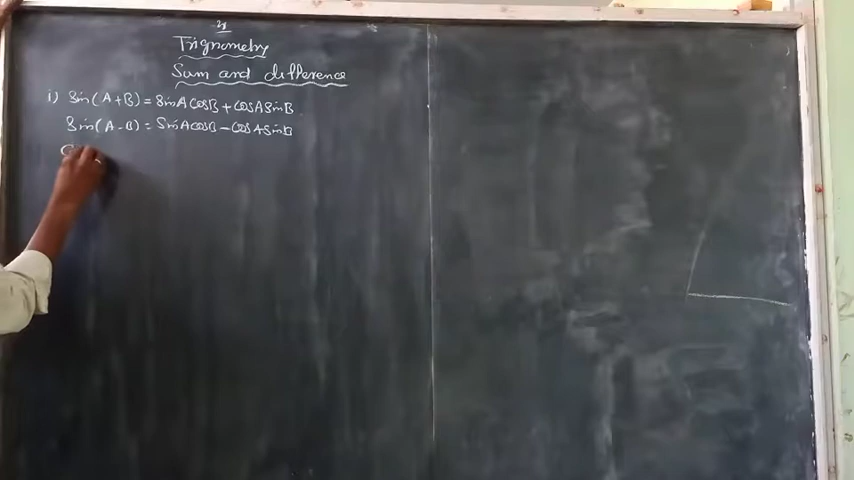 Trignometry
Sum and difference
i) Sin(A+B) = SinA CosB + CosA SinB
Sin(A-B) = SinA CosB - CosA SinB